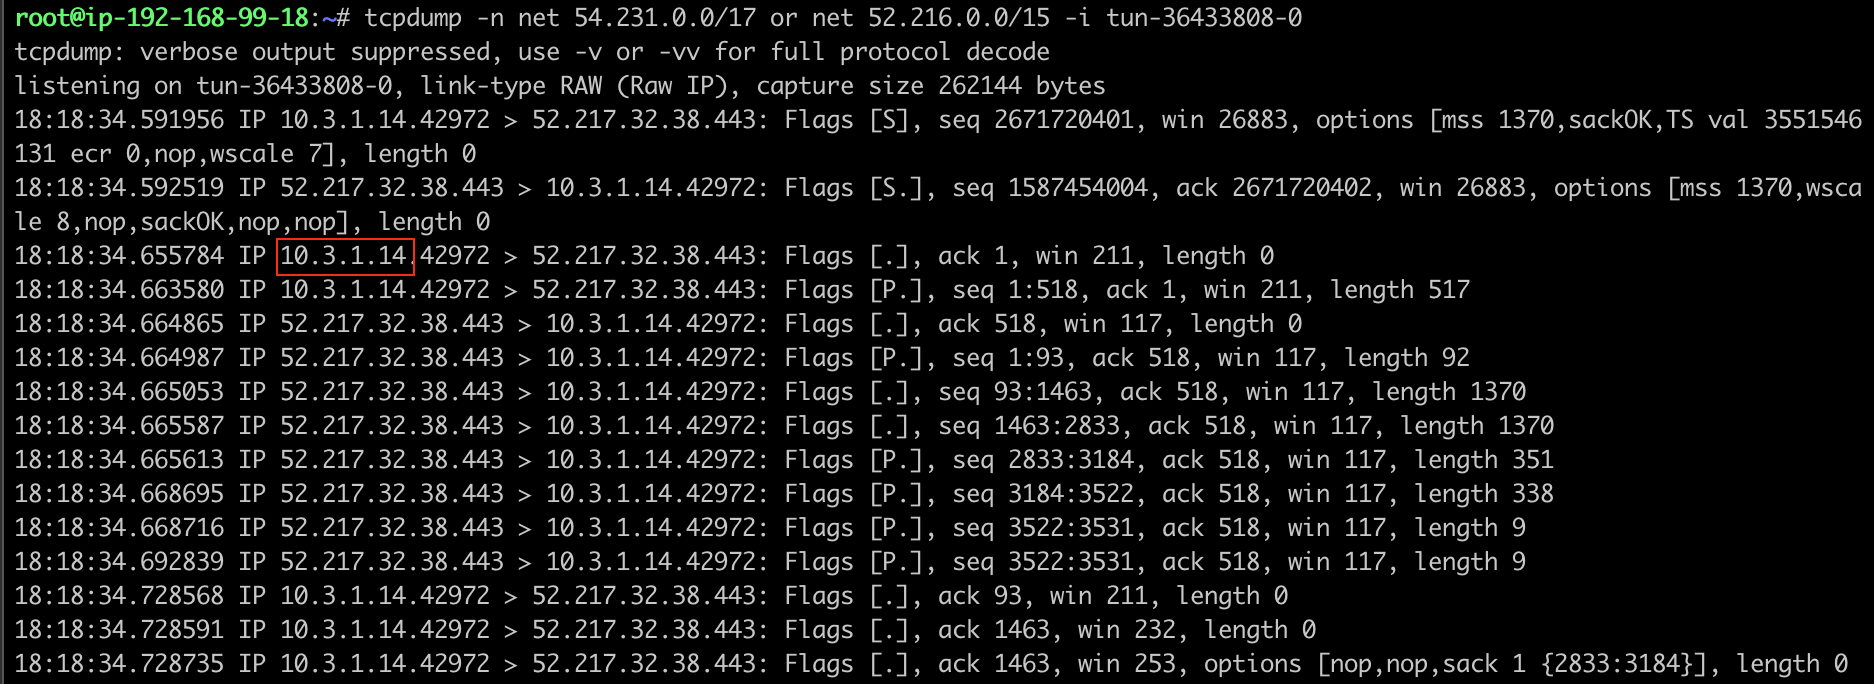 root@ip-192-168-99-18:~# tcpdump -n net 54.231.0.0/17 or net 52.216.0.0/15 -i tun-36433808-0
tcpdump: verbose output suppressed, use -v or -vv for full protocol decode
listening on tun-36433808-0, link-type RAW (Raw IP), capture size 262144 bytes
18:18:34.591956 IP 10.3.1.14.42972 > 52.217.32.38.443: Flags [S], seq 2671720401, win 26883, options [mss 1370,sackOK,TS val 3551546
131 ecr 0,nop,wscale 7], length 0
18:18:34.592519 IP 52.217.32.38.443 > 10.3.1.14.42972: Flags [S.], seq 1587454004, ack 2671720402, win 26883, options [mss 1370,wsca
le 8,nop,sackOK,nop,nop], length 0
18:18:34.655784 IP 10.3.1.14.42972 > 52.217.32.38.443: Flags [.], ack 1, win 211, length 0
18:18:34.663580 IP 10.3.1.14.42972 > 52.217.32.38.443: Flags [P.], seq 1:518, ack 1, win 211, length 517
18:18:34.664865 IP 52.217.32.38.443 > 10.3.1.14.42972: Flags [.], ack 518, win 117, length 0
18:18:34.664987 IP 52.217.32.38.443 > 10.3.1.14.42972: Flags [P.], seq 1:93, ack 518, win 117, length 92
18:18:34.665053 IP 52.217.32.38.443 > 10.3.1.14.42972: Flags [.], seq 93:1463, ack 518, win 117, length 1370
18:18:34.665587 IP 52.217.32.38.443 > 10.3.1.14.42972: Flags [.], seq 1463:2833, ack 518, win 117, length 1370
18:18:34.665613 IP 52.217.32.38.443 > 10.3.1.14.42972: Flags [P.], seq 2833:3184, ack 518, win 117, length 351
18:18:34.668695 IP 52.217.32.38.443 > 10.3.1.14.42972: Flags [P.], seq 3184:3522, ack 518, win 117, length 338
18:18:34.668716 IP 52.217.32.38.443 > 10.3.1.14.42972: Flags [P.], seq 3522:3531, ack 518, win 117, length 9
18:18:34.692839 IP 52.217.32.38.443 > 10.3.1.14.42972: Flags [P.], seq 3522:3531, ack 518, win 117, length 9
18:18:34.728568 IP 10.3.1.14.42972 > 52.217.32.38.443: Flags [.], ack 93, win 211, length 0
18:18:34.728591 IP 10.3.1.14.42972 > 52.217.32.38.443: Flags [.], ack 1463, win 232, length 0
18:18:34.728735 IP 10.3.1.14.42972 > 52.217.32.38.443: Flags [.], ack 1463, win 253, options [nop,nop,sack 1 {2833:3184}], length 0